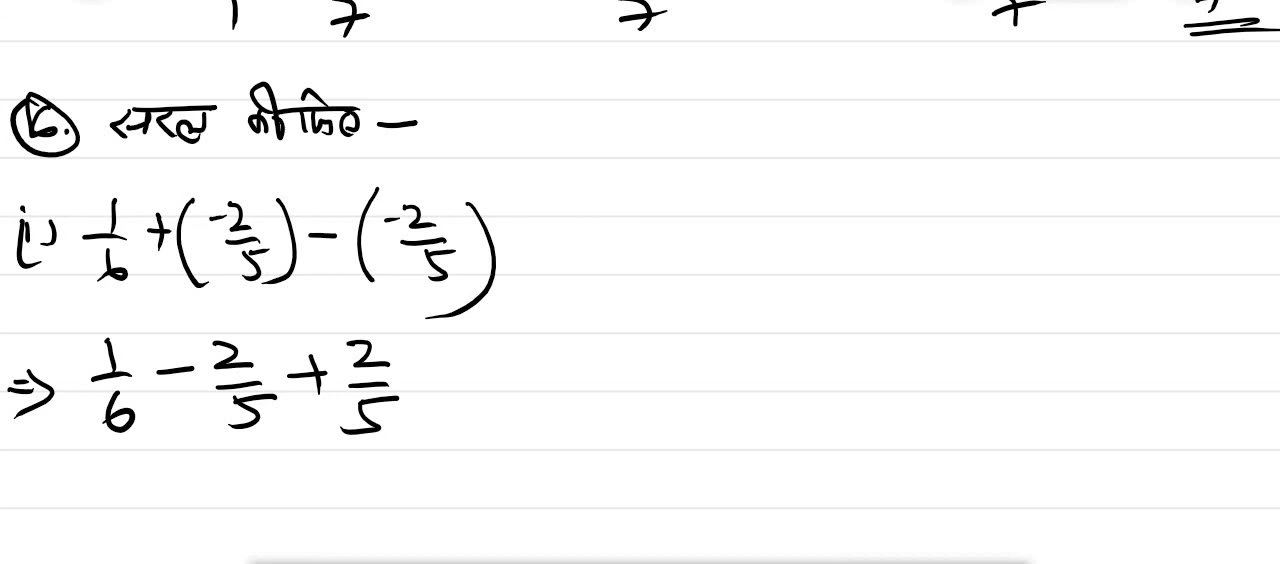 6. सरल कीजिए —
(i) 1/6 + (-2/5) - (-2/5)
⇒ 1/6 - 2/5 + 2/5